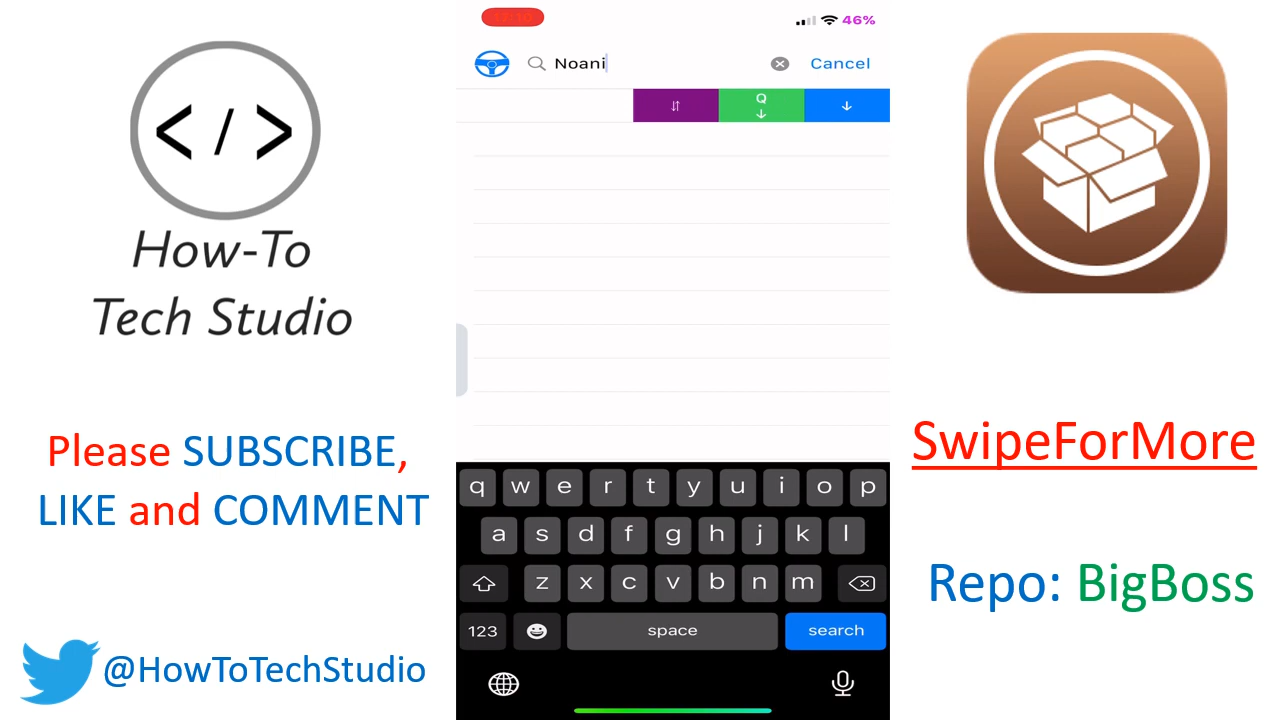 </>
How-To
Tech Studio
Please SUBSCRIBE,
LIKE and COMMENT
@HowToTechStudio
46%
Noani
Cancel
Q
q w e r t y u i o p
a s d f g h j k l
z x c v b n m
123 space search
SwipeForMore
Repo: BigBoss